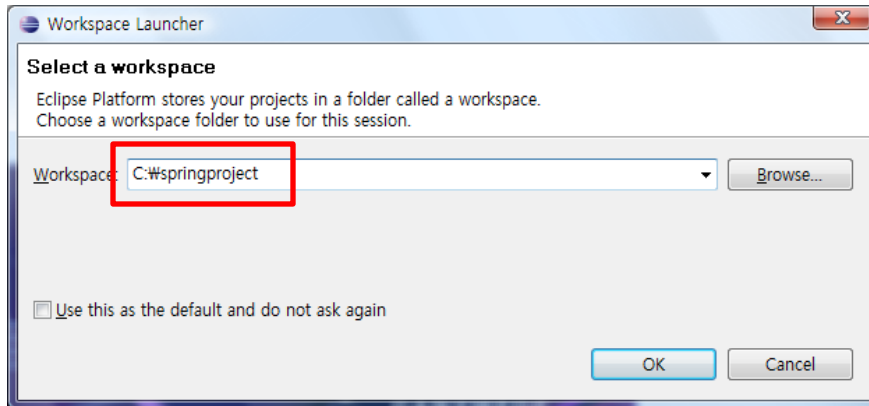 Workspace Launcher
Select a workspace
Eclipse Platform stores your projects in a folder called a workspace.
Choose a workspace folder to use for this session.
Workspace: C:₩springproject Browse...
Use this as the default and do not ask again
OK Cancel